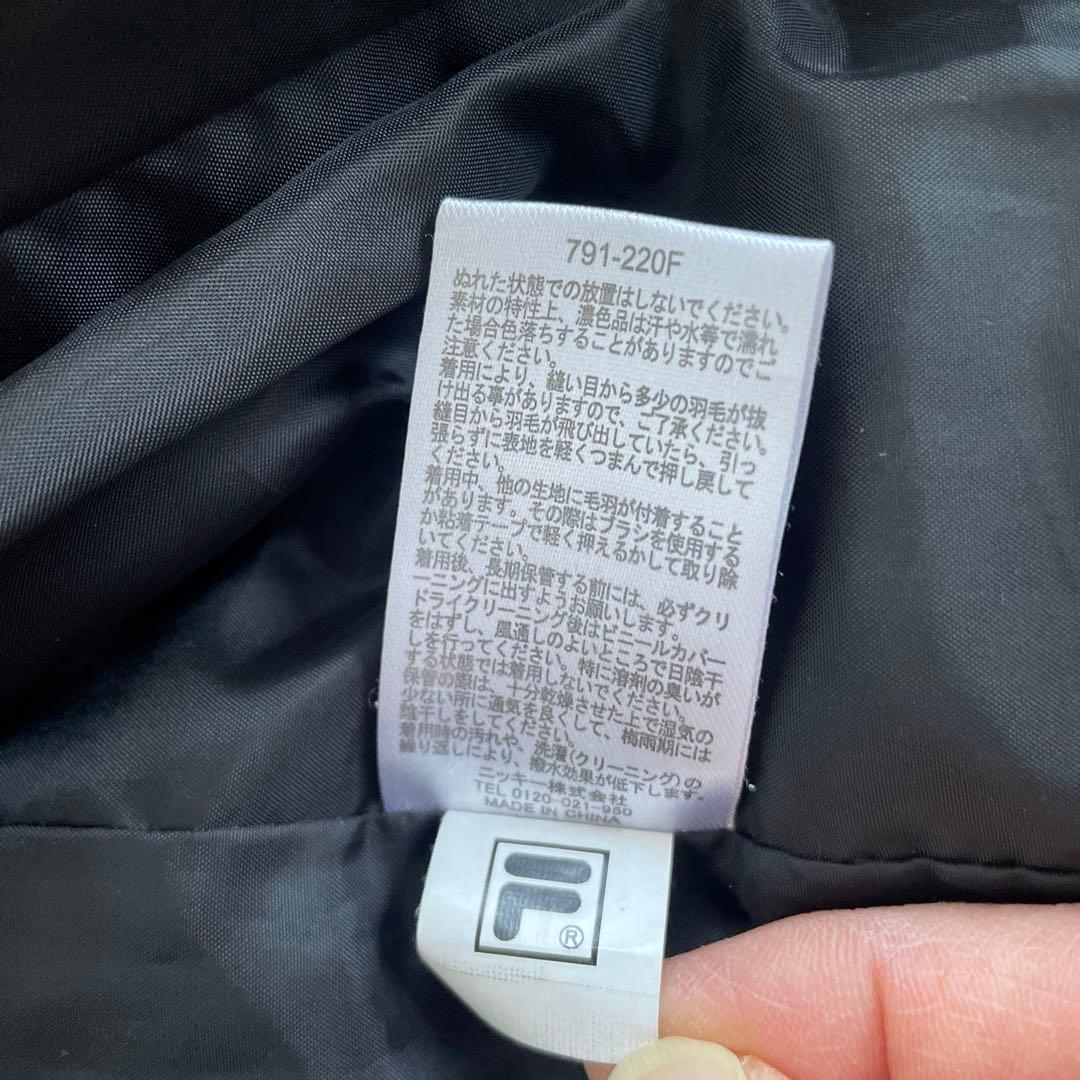 791-220F
ぬれた状態での放置はしないでください。
素材の特性上、濃色品は汗や水等で濡れ
た場合色落ちすることがありますのでご
注意ください。
着用により、縫い目から多少の羽毛が抜
け出る事がありますので、ご了承ください。
縫目から羽毛が飛び出していたら、引っ
張らずに表地を軽くつまんで押し戻して
ください。
着用中、他の生地に毛羽が付着すること
があります。その際はブラシを使用する
か粘着テープで軽く押えるかして取り除
いてください。
着用後、長期保管する前には、必ずクリ
ーニングに出すようお願いします。
ドライクリーニング後はビニールカバー
をはずし、風通しのよいところで日陰干
しを行ってください。特に溶剤の臭いが
する状態では着用しないでください。
保管の際は、十分乾燥させた上で湿気の
少ない所に通気を良くして、梅雨期には
陰干しをしてください。
着用時の汚れや、洗濯(クリーニング)の
繰り返しにより、撥水効果が低下します。
ニッキー株式会社
TEL 0120-021-950
MADE IN CHINA
F
®